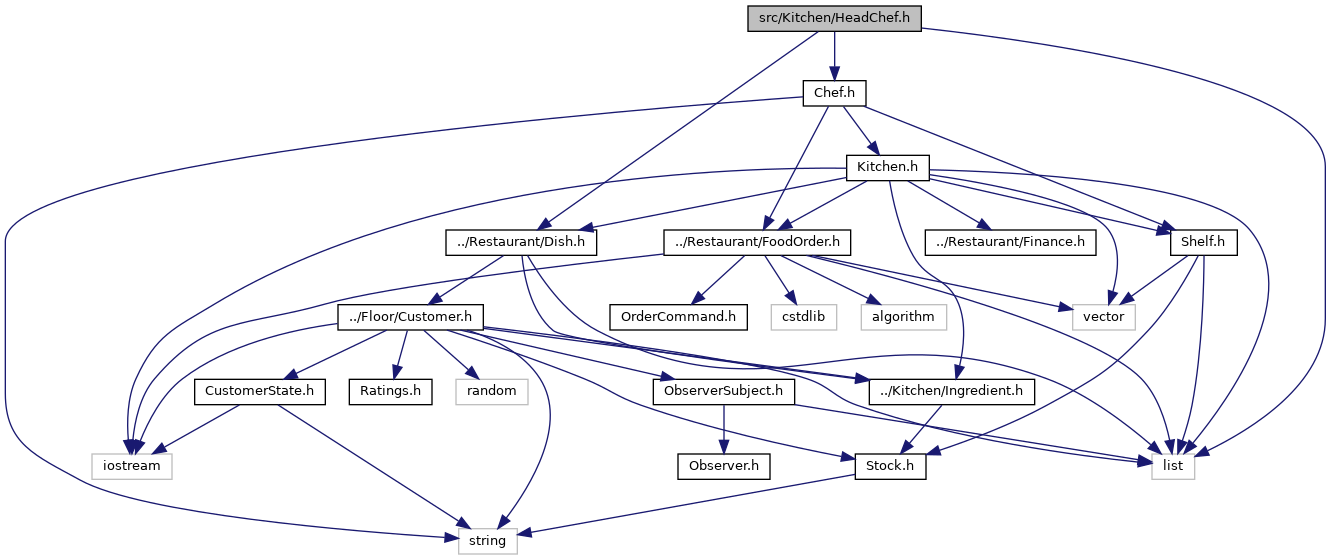 src/Kitchen/HeadChef.h
Chef.h
Kitchen.h
../Restaurant/Dish.h
../Restaurant/FoodOrder.h
../Restaurant/Finance.h
Shelf.h
../Floor/Customer.h
OrderCommand.h
cstdlib
algorithm
vector
CustomerState.h
Ratings.h
random
ObserverSubject.h
../Kitchen/Ingredient.h
iostream
Observer.h
Stock.h
list
string